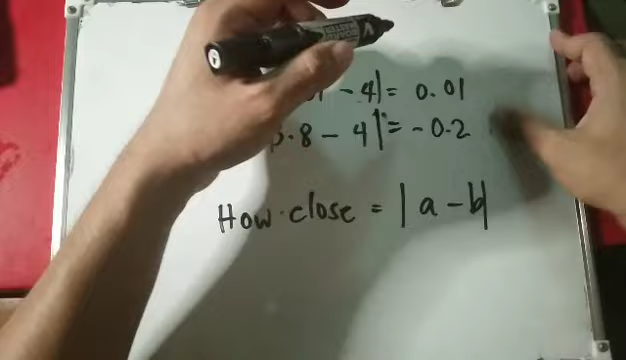 - 4| = 0.01
.8 - 4| = - 0.2
How close = | a - b|